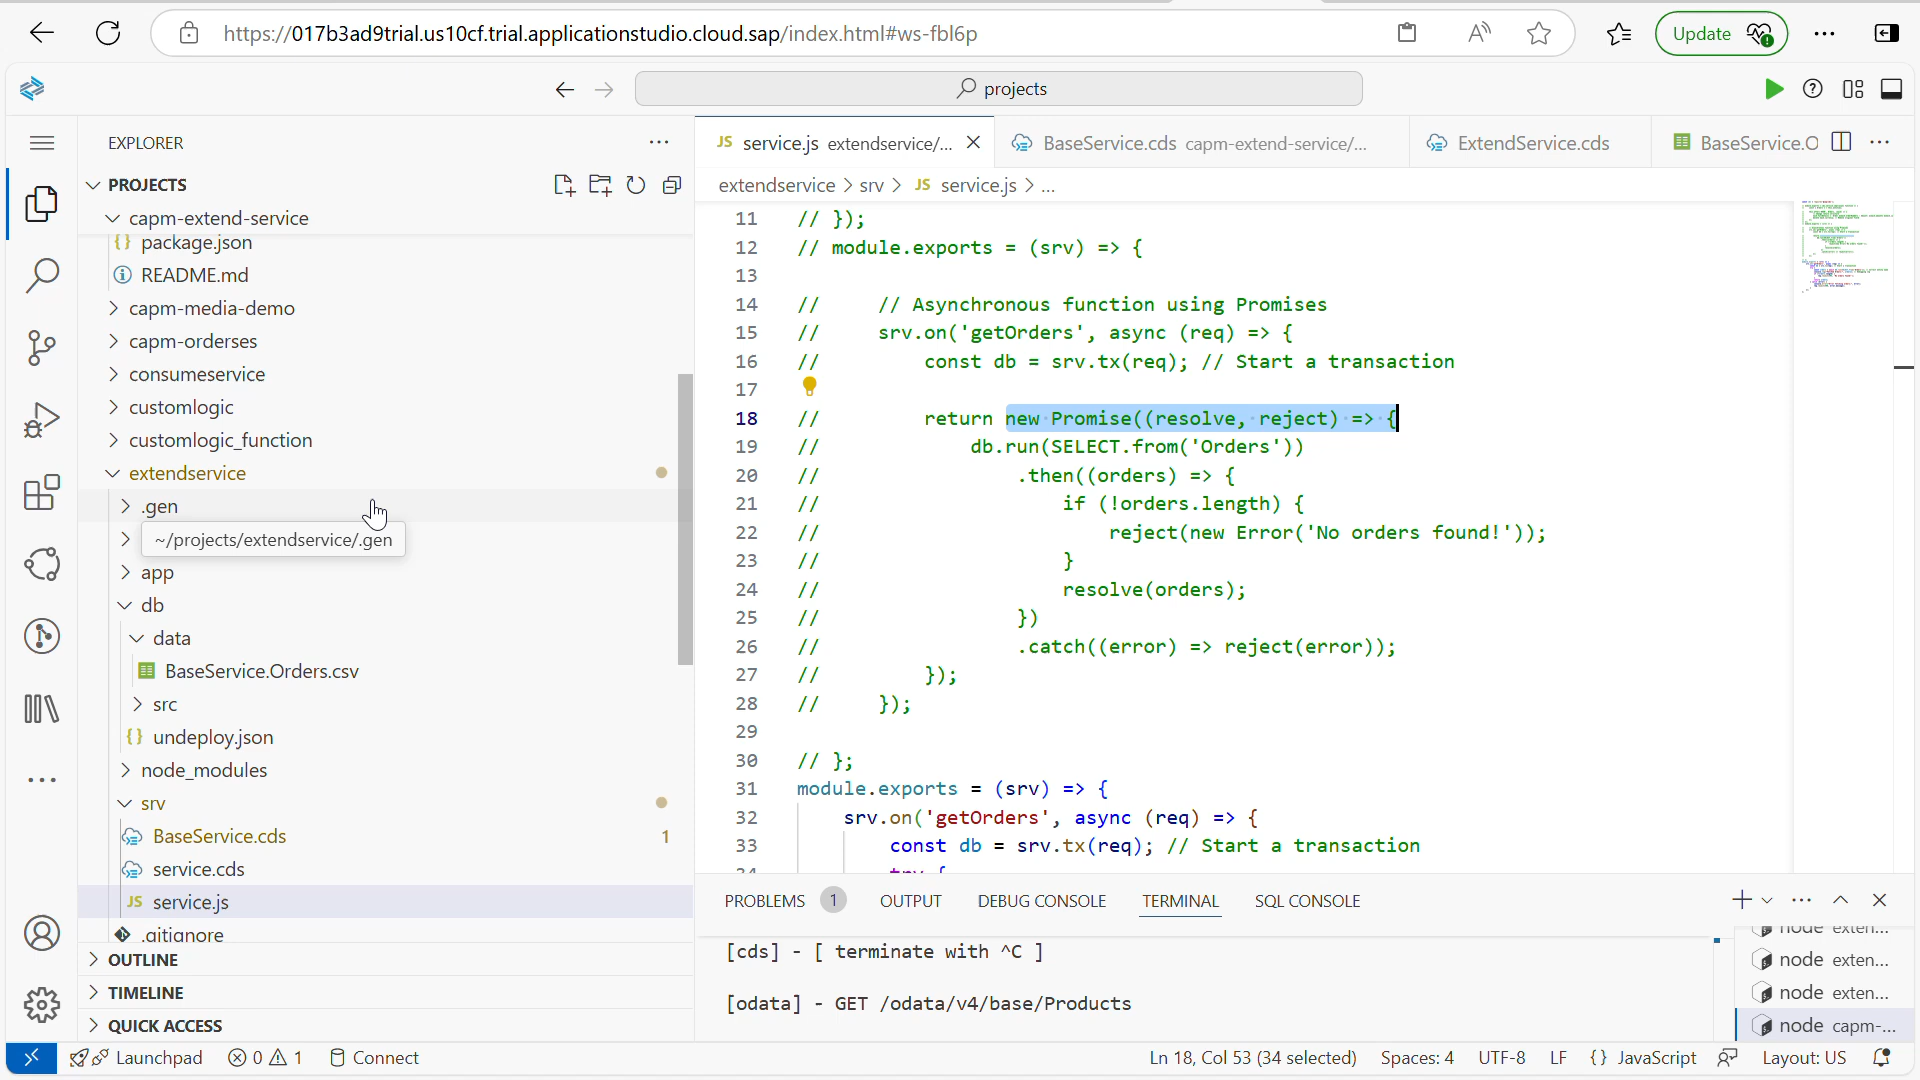 https://017b3ad9trial.us10cf.trial.applicationstudio.cloud.sap/index.html#ws-fbl6p
Update
projects
EXPLORER
PROJECTS
capm-extend-service
package.json
README.md
capm-media-demo
capm-orderses
consumeservice
customlogic
customlogic_function
extendservice
.gen
~/projects/extendservice/.gen
app
db
data
BaseService.Orders.csv
src
undeploy.json
node_modules
srv
BaseService.cds 1
service.cds
JS service.js
.gitignore
OUTLINE
TIMELINE
QUICK ACCESS
JS service.js extendservice/...
BaseService.cds capm-extend-service/...
ExtendService.cds
BaseService.O
extendservice > srv > JS service.js > ...
11 // });
12 // module.exports = (srv) => {
13
14 // // Asynchronous function using Promises
15 // srv.on('getOrders', async (req) => {
16 // const db = srv.tx(req); // Start a transaction
17
18 // return new Promise((resolve, reject) => {
19 // db.run(SELECT.from('Orders'))
20 // .then((orders) => {
21 // if (!orders.length) {
22 // reject(new Error('No orders found!'));
23 // }
24 // resolve(orders);
25 // })
26 // .catch((error) => reject(error));
27 // });
28 // });
29
30 // };
31 module.exports = (srv) => {
32 srv.on('getOrders', async (req) => {
33 const db = srv.tx(req); // Start a transaction
34 try {
PROBLEMS 1 OUTPUT DEBUG CONSOLE TERMINAL SQL CONSOLE
[cds] - [ terminate with ^C ]
[odata] - GET /odata/v4/base/Products
node exten...
node exten...
node exten...
node capm-...
Launchpad 0 1 Connect
Ln 18, Col 53 (34 selected) Spaces: 4 UTF-8 LF {} JavaScript Layout: US